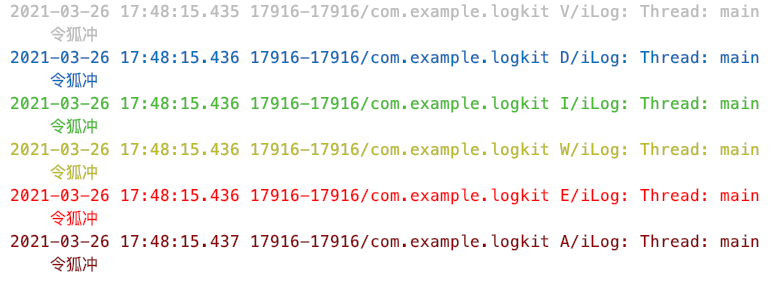 2021-03-26 17:48:15.435 17916-17916/com.example.logkit V/iLog: Thread: main
令狐冲
2021-03-26 17:48:15.436 17916-17916/com.example.logkit D/iLog: Thread: main
令狐冲
2021-03-26 17:48:15.436 17916-17916/com.example.logkit I/iLog: Thread: main
令狐冲
2021-03-26 17:48:15.436 17916-17916/com.example.logkit W/iLog: Thread: main
令狐冲
2021-03-26 17:48:15.436 17916-17916/com.example.logkit E/iLog: Thread: main
令狐冲
2021-03-26 17:48:15.437 17916-17916/com.example.logkit A/iLog: Thread: main
令狐冲